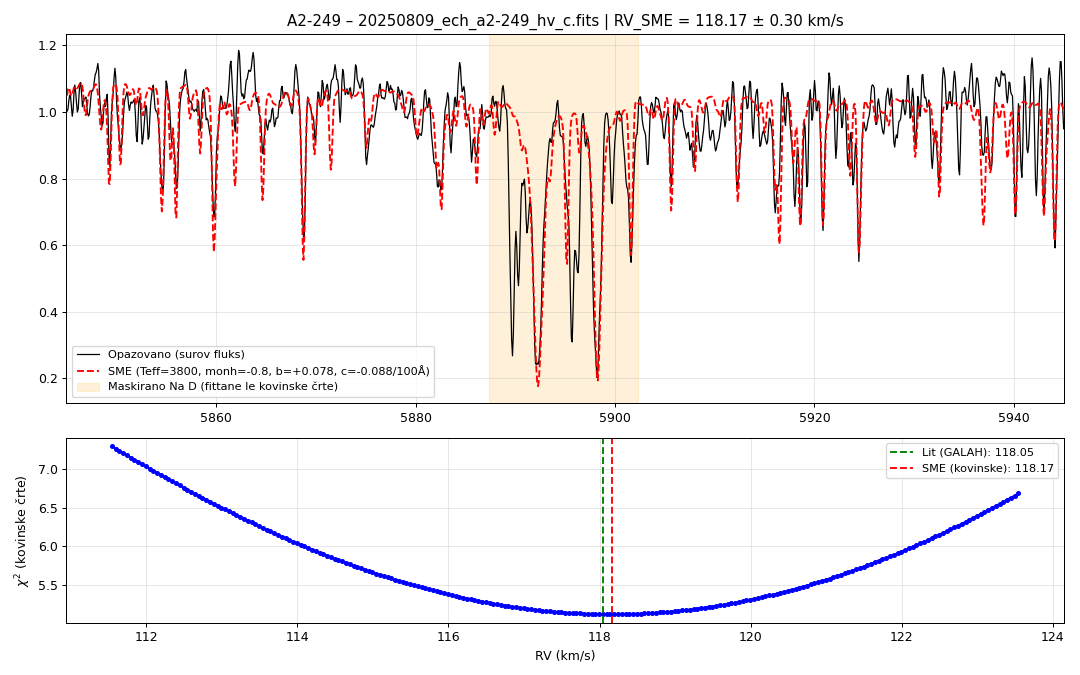 A2-249 – 20250809_ech_a2-249_hv_c.fits | RV_SME = 118.17 ± 0.30 km/s
1.2
1.0
0.8
0.6
0.4
0.2
Opazovano (surov fluks)
SME (Teff=3800, monh=-0.8, b=+0.078, c=-0.088/100Å)
Maskirano Na D (fittane le kovinske črte)
5860 5880 5900 5920 5940
χ² (kovinske črte)
7.0
6.5
6.0
5.5
Lit (GALAH): 118.05
SME (kovinske): 118.17
112 114 116 118 120 122 124
RV (km/s)